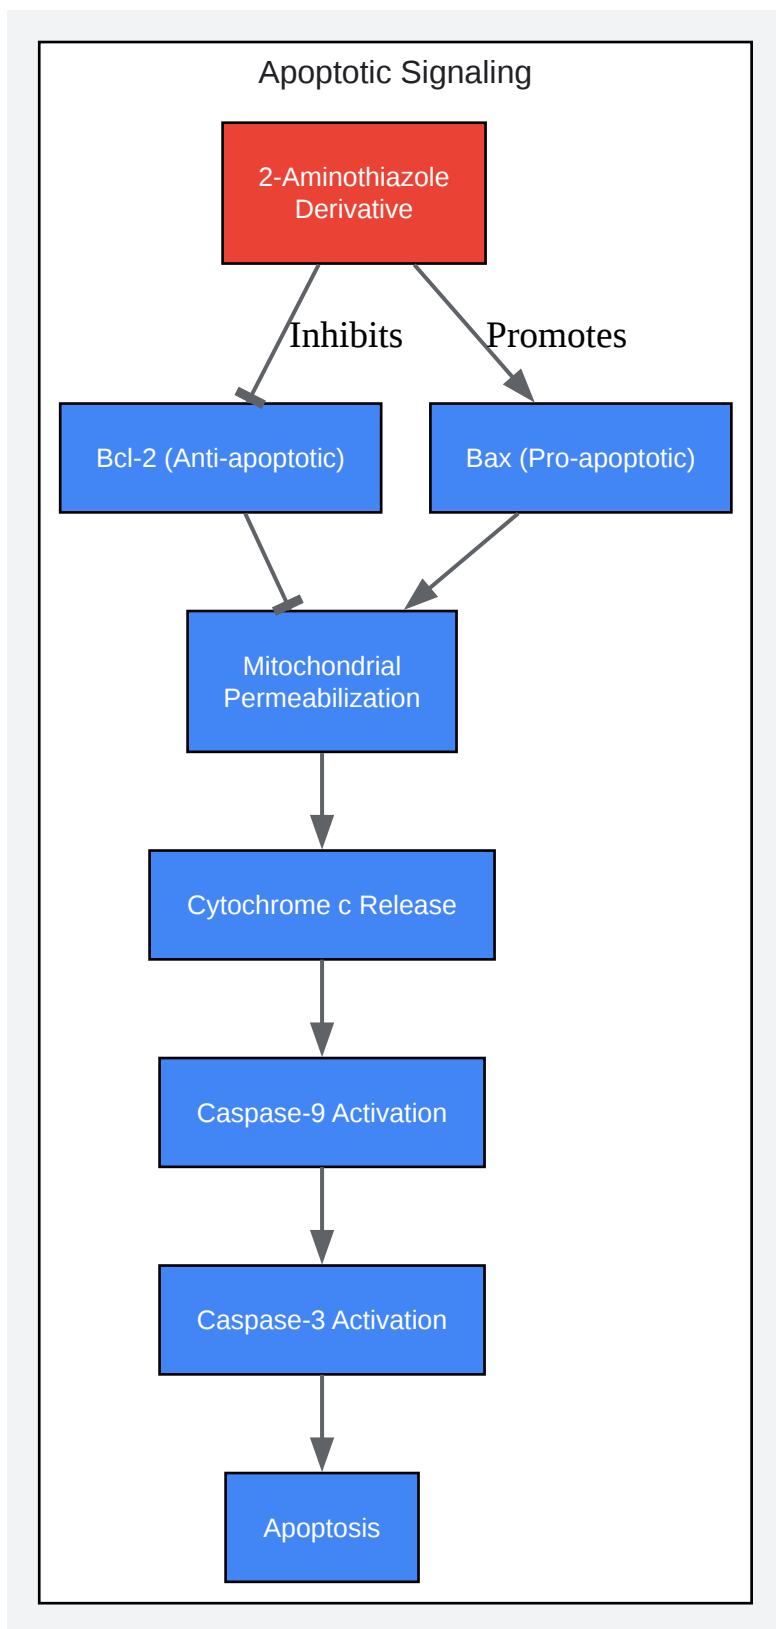 Apoptotic Signaling
2-Aminothiazole
Derivative
Inhibits
Promotes
Bcl-2 (Anti-apoptotic)
Bax (Pro-apoptotic)
Mitochondrial
Permeabilization
Cytochrome c Release
Caspase-9 Activation
Caspase-3 Activation
Apoptosis